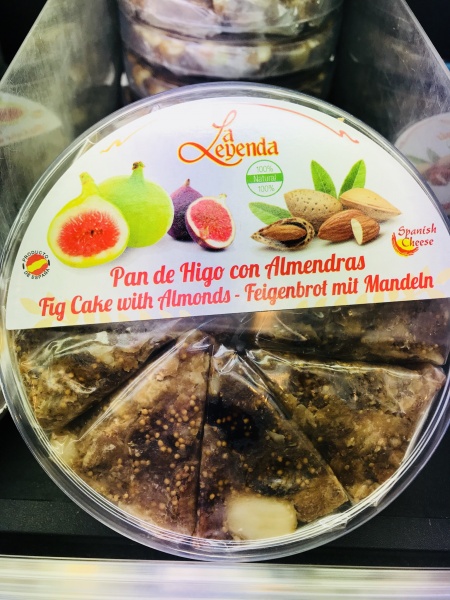 La
Leyenda
100%
Natural
100%
Spanish
Cheese
PRODUCTO
DE ESPAÑA
Pan de Higo con Almendras
Fig Cake with Almonds - Feigenbrot mit Mandeln